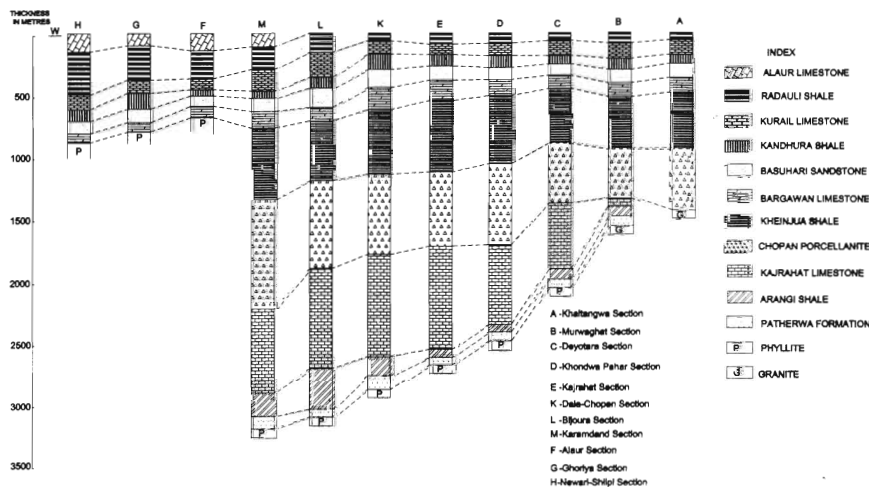 THICKNESS
IN METRES
W
H G F M L K E D C B A
500
1000
1500
2000
2500
3000
3500
P P P P P P P P P G G
INDEX
ALAUR LIMESTONE
RADAULI SHALE
KURAIL LIMESTONE
KANDHURA SHALE
BASUHARI SANDSTONE
BARGAWAN LIMESTONE
KHEINJUA SHALE
CHOPAN PORCELLANITE
KAJRAHAT LIMESTONE
ARANGI SHALE
PATHERWA FORMATION
P PHYLLITE
G GRANITE
A -Khaltangwa Section
B -Murwaghat Section
C -Deyotara Section
D -Khondwa Pahar Section
E -Kajrahat Section
K -Dala-Chopan Section
L -Bijoura Section
M -Karamdand Section
F -Alaur Section
G -Ghoriya Section
H-Newari-Shilpi Section